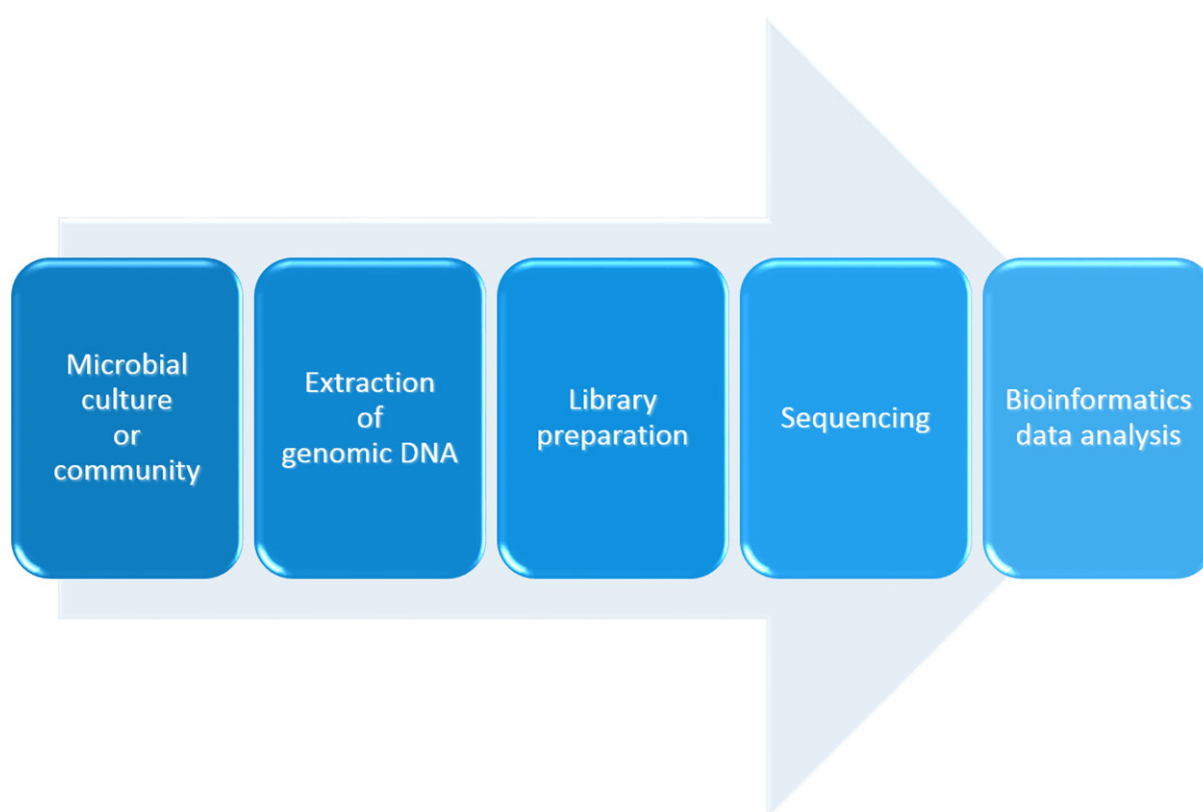 Microbial
culture
or
community
Extraction
of
genomic DNA
Library
preparation
Sequencing
Bioinformatics
data analysis